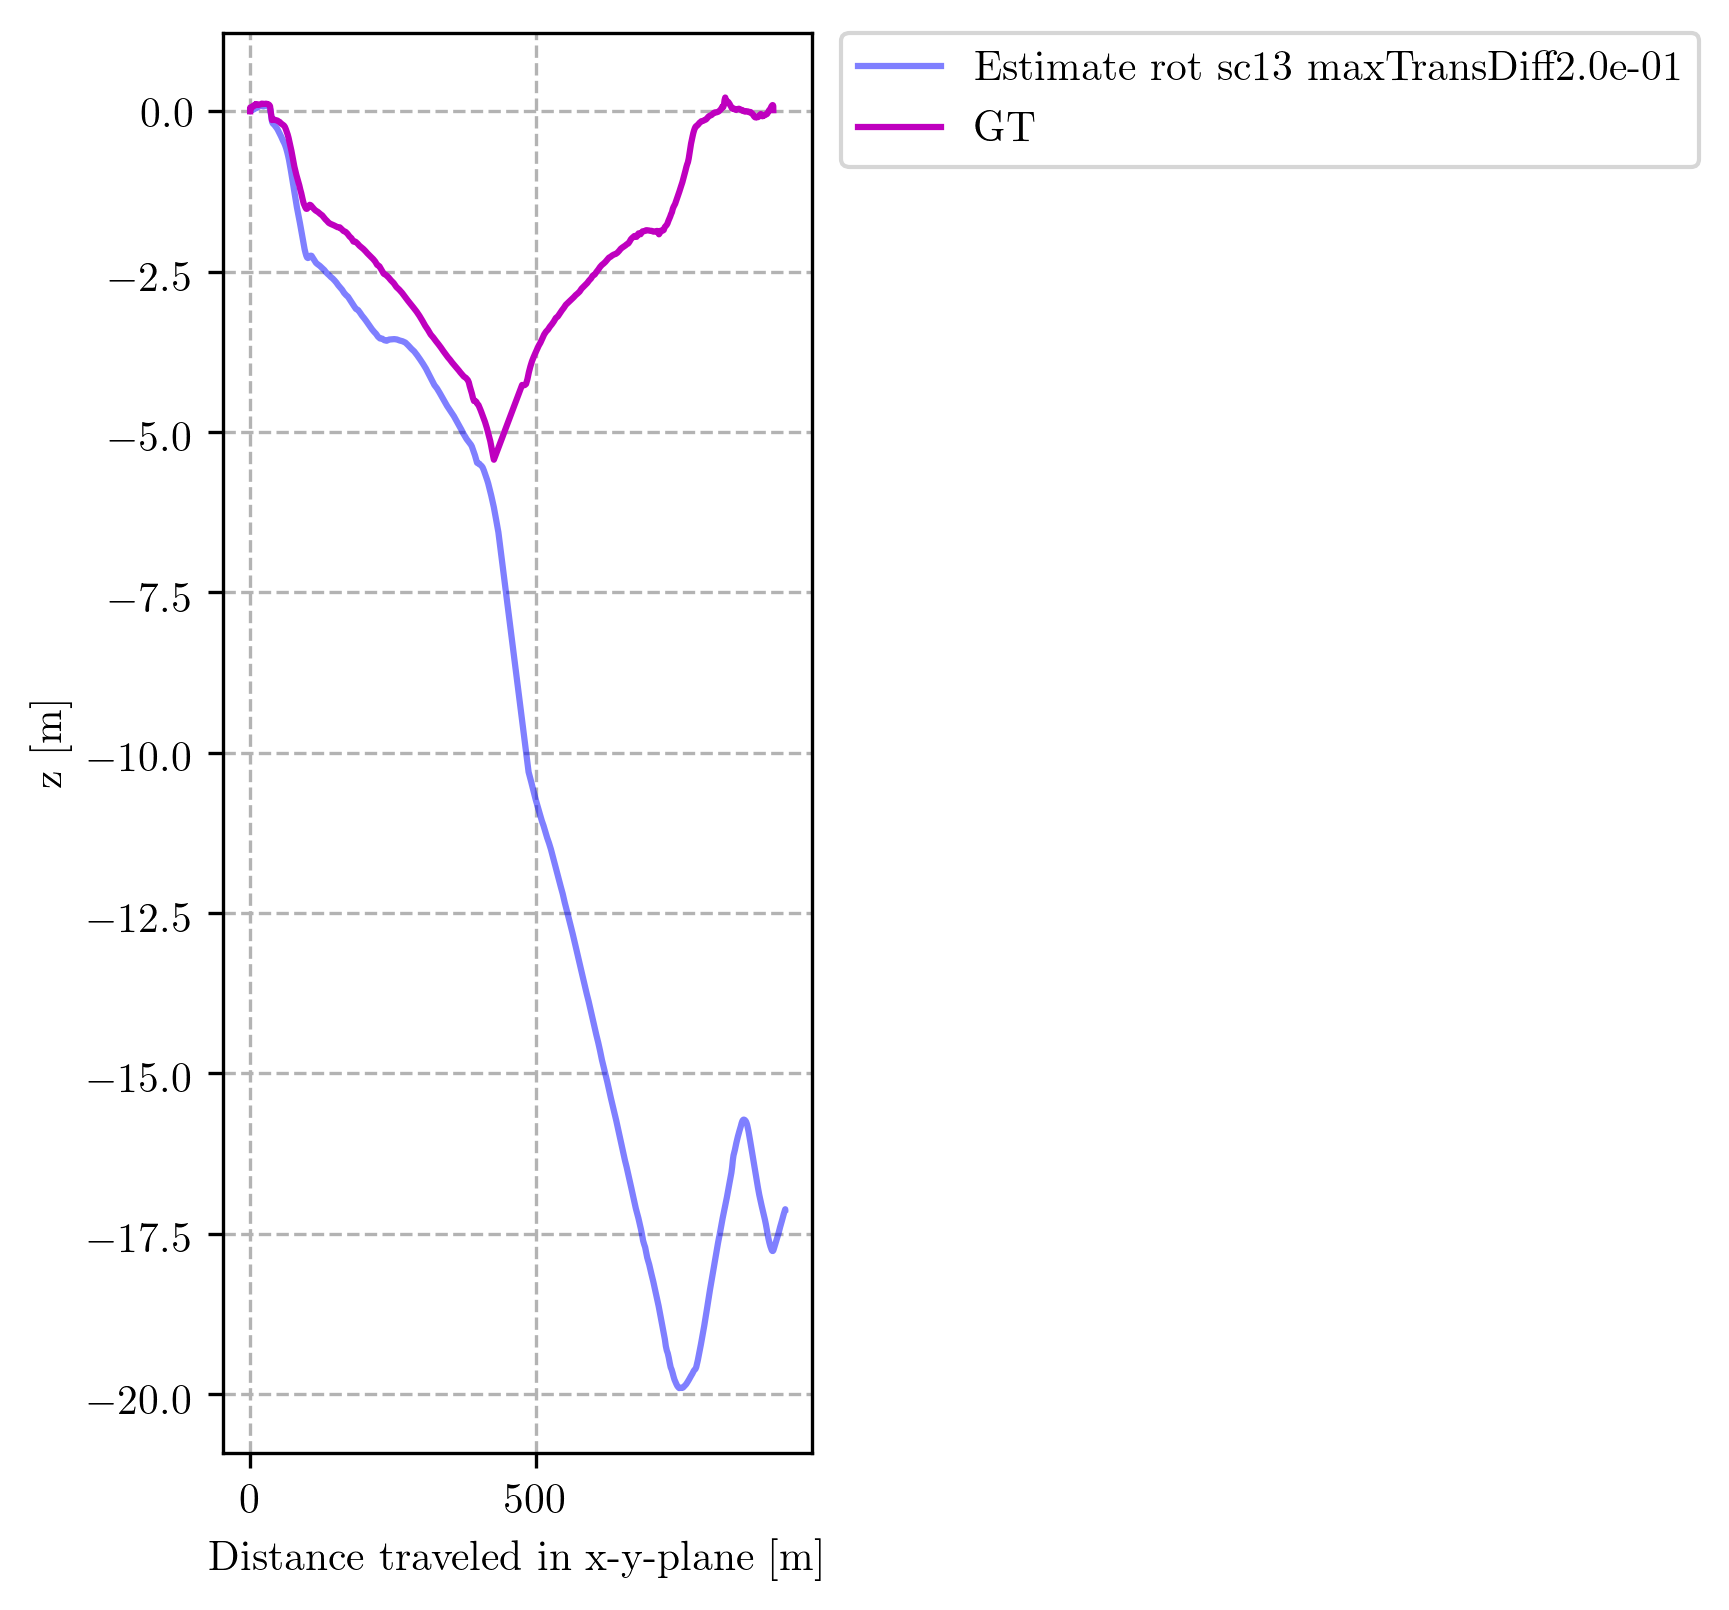 Estimate rot sc13 maxTransDiff2.0e-01
GT
0.0
−2.5
−5.0
−7.5
−10.0
−12.5
−15.0
−17.5
−20.0
z [m]
0 500
Distance traveled in x-y-plane [m]